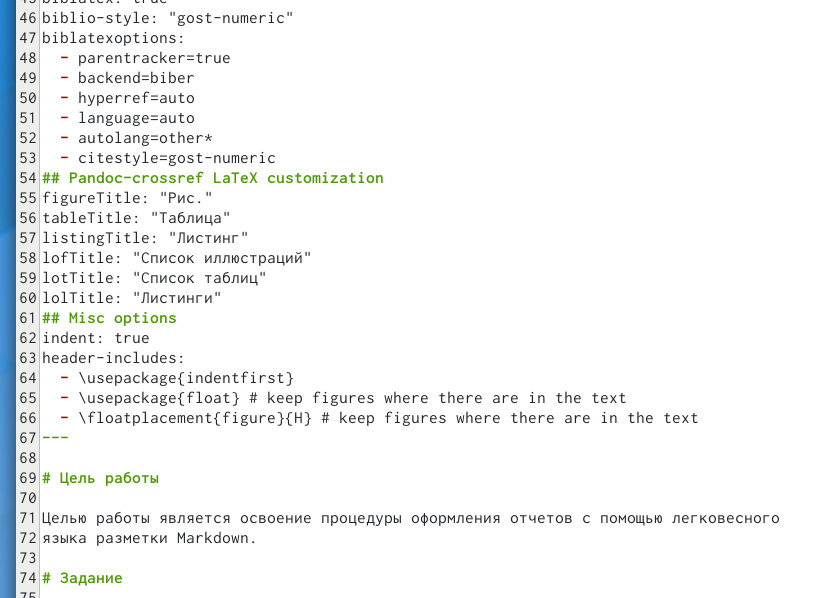 45 biblatex: true
46 biblio-style: "gost-numeric"
47 biblatexoptions:
48   - parentracker=true
49   - backend=biber
50   - hyperref=auto
51   - language=auto
52   - autolang=other*
53   - citestyle=gost-numeric
54 ## Pandoc-crossref LaTeX customization
55 figureTitle: "Рис."
56 tableTitle: "Таблица"
57 listingTitle: "Листинг"
58 lofTitle: "Список иллюстраций"
59 lotTitle: "Список таблиц"
60 lolTitle: "Листинги"
61 ## Misc options
62 indent: true
63 header-includes:
64   - \usepackage{indentfirst}
65   - \usepackage{float} # keep figures where there are in the text
66   - \floatplacement{figure}{H} # keep figures where there are in the text
67 ---
68
69 # Цель работы
70
71 Целью работы является освоение процедуры оформления отчетов с помощью легковесного
72 языка разметки Markdown.
73
74 # Задание
75